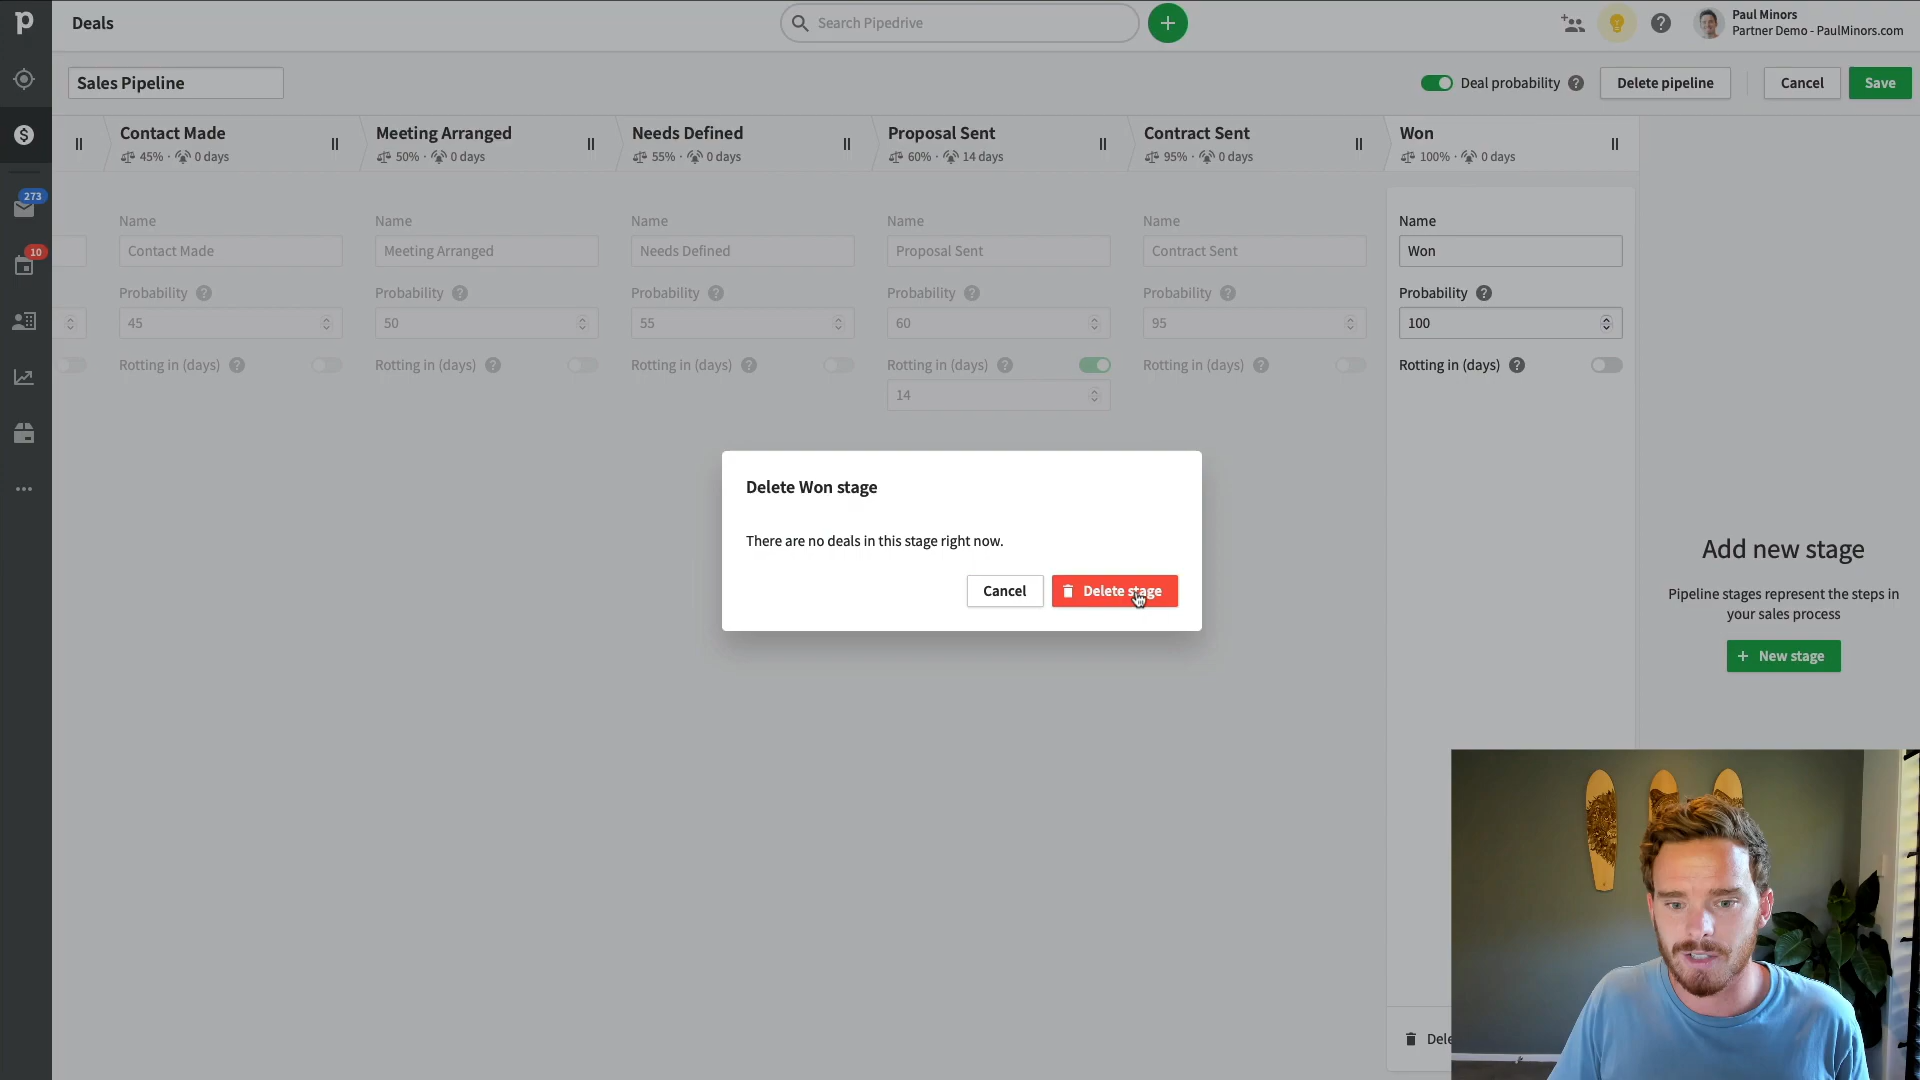 Deals
Search Pipedrive
Paul Minors
Partner Demo - PaulMinors.com
Sales Pipeline
Deal probability
Delete pipeline
Cancel
Save
Contact Made
45% · 0 days
Meeting Arranged
50% · 0 days
Needs Defined
55% · 0 days
Proposal Sent
60% · 14 days
Contract Sent
95% · 0 days
Won
100% · 0 days
273
10
Name
Contact Made
Probability
45
Rotting in (days)
Name
Meeting Arranged
Probability
50
Rotting in (days)
Name
Needs Defined
Probability
55
Rotting in (days)
Name
Proposal Sent
Probability
60
Rotting in (days)
14
Name
Contract Sent
Probability
95
Rotting in (days)
Name
Won
Probability
100
Rotting in (days)
Delete Won stage
There are no deals in this stage right now.
Cancel
Delete stage
Add new stage
Pipeline stages represent the steps in
your sales process
+ New stage
Dele